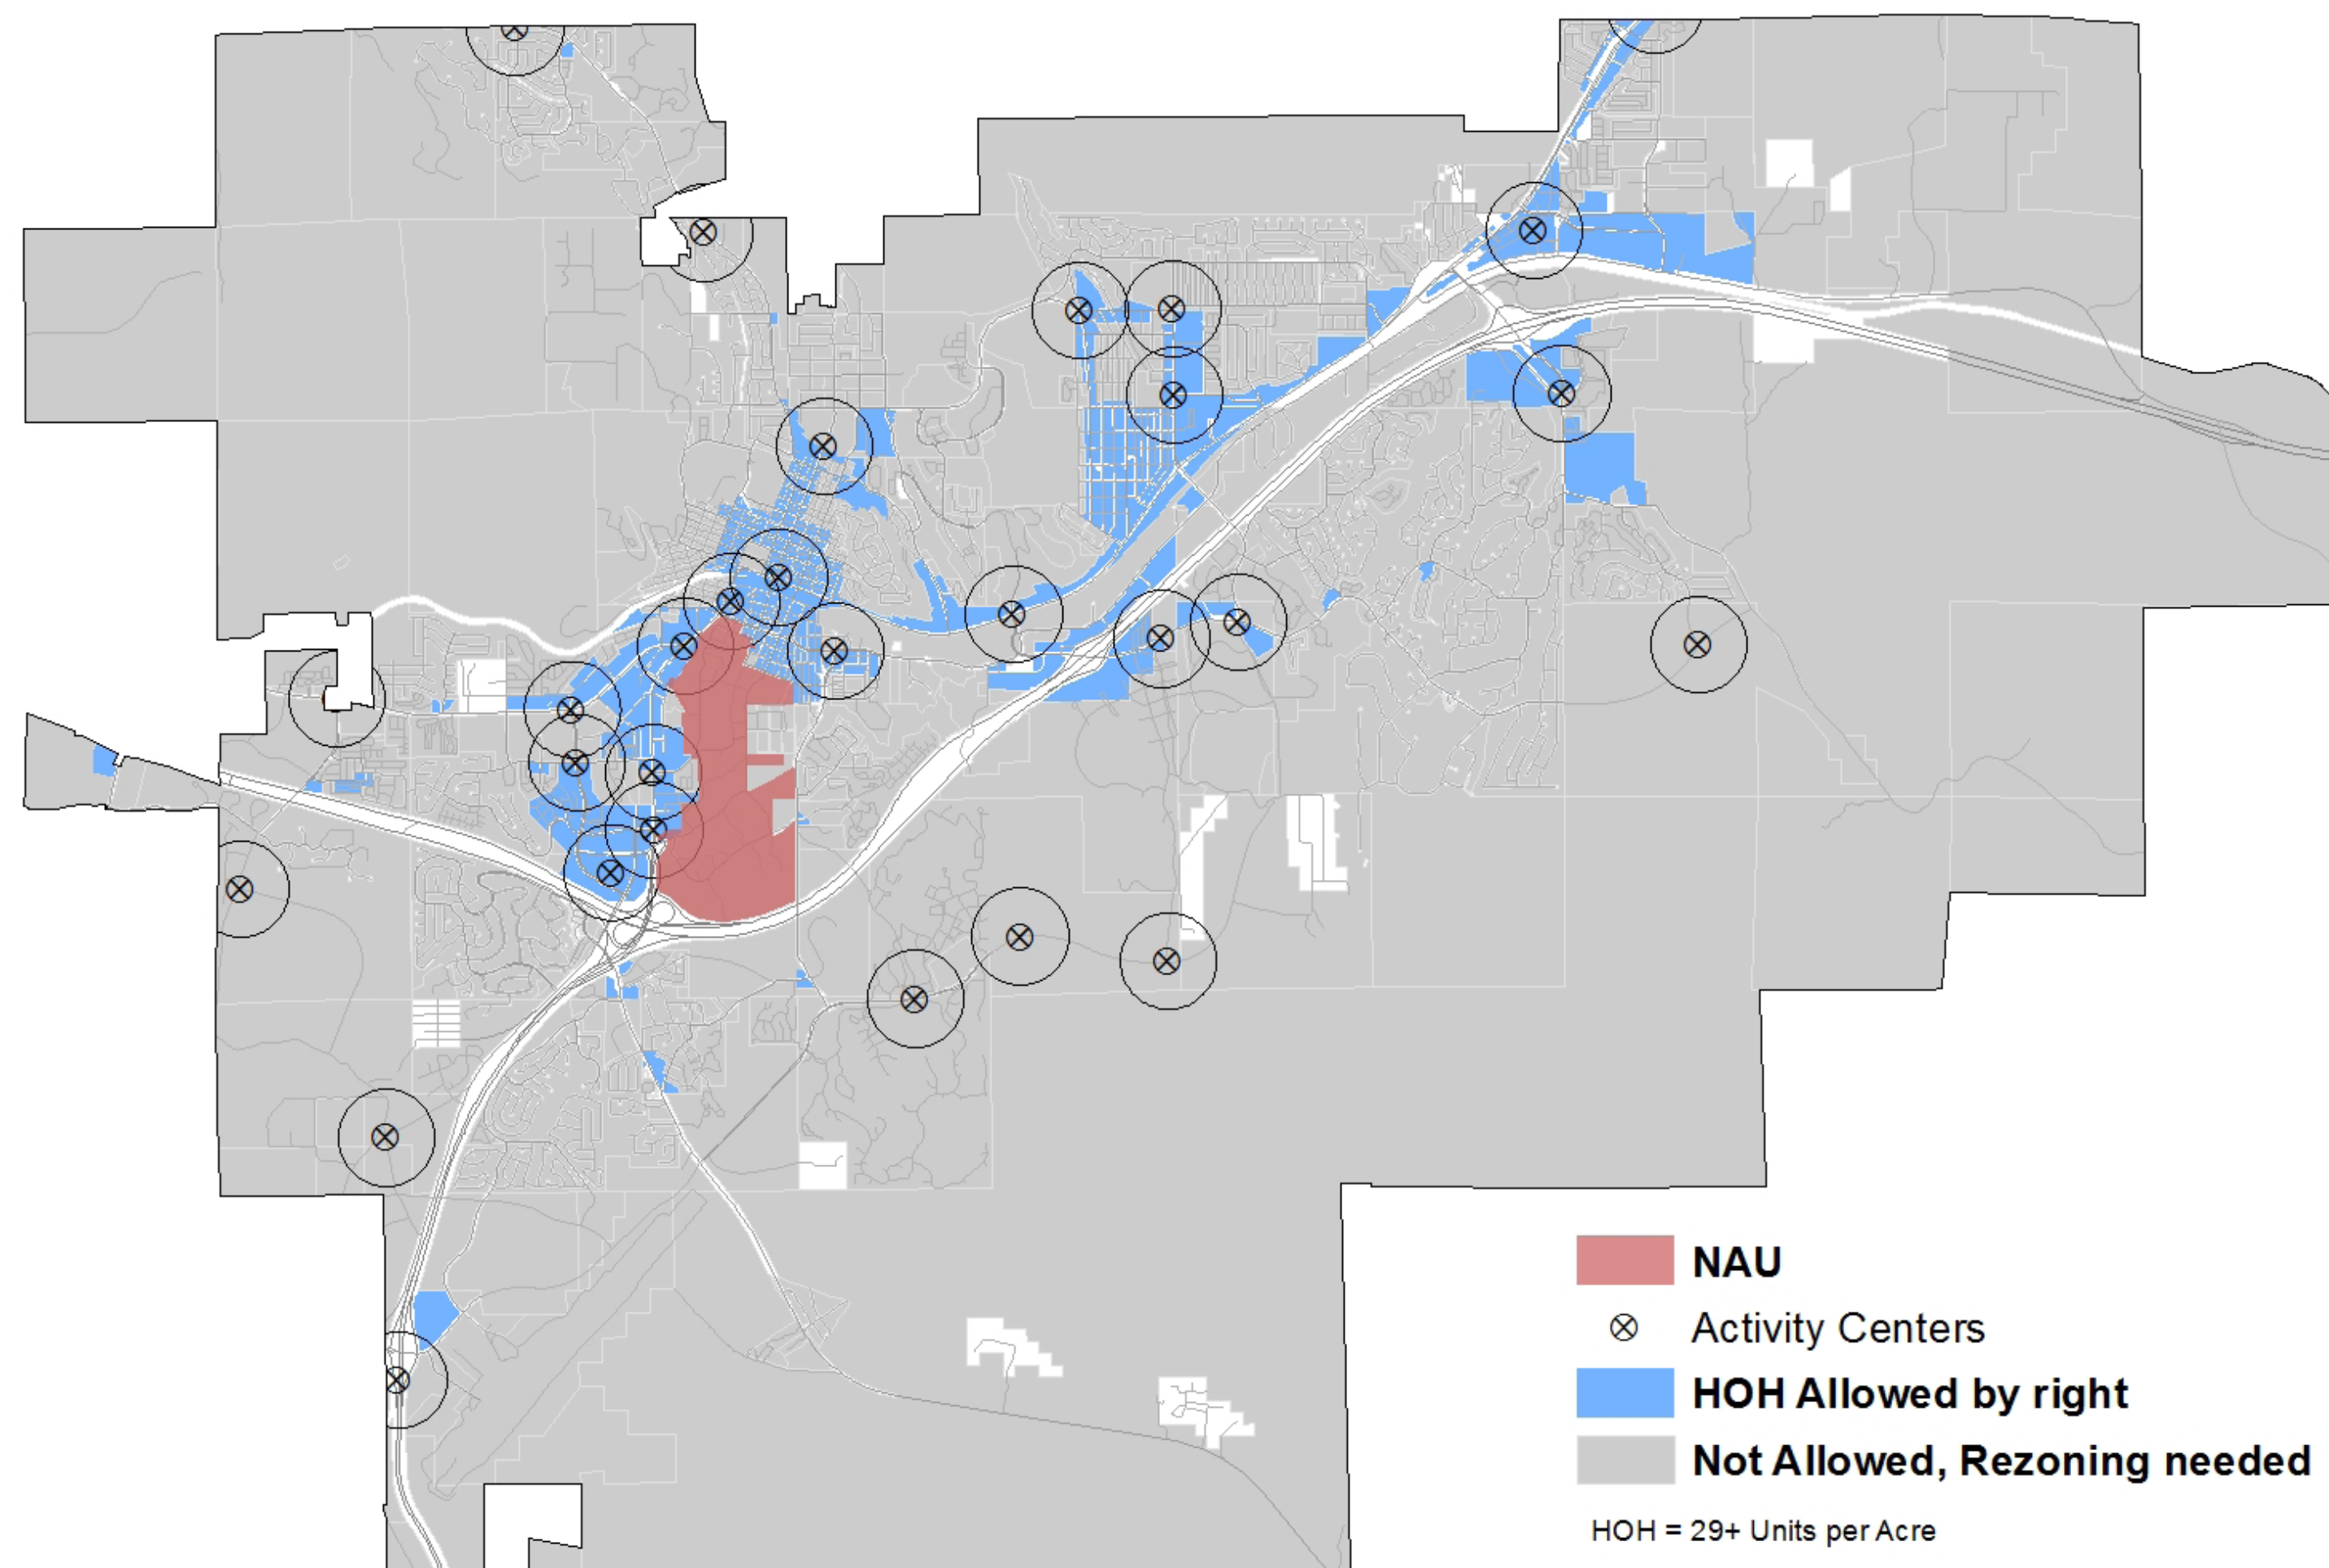 NAU
Activity Centers
HOH Allowed by right
Not Allowed, Rezoning needed
HOH = 29+ Units per Acre